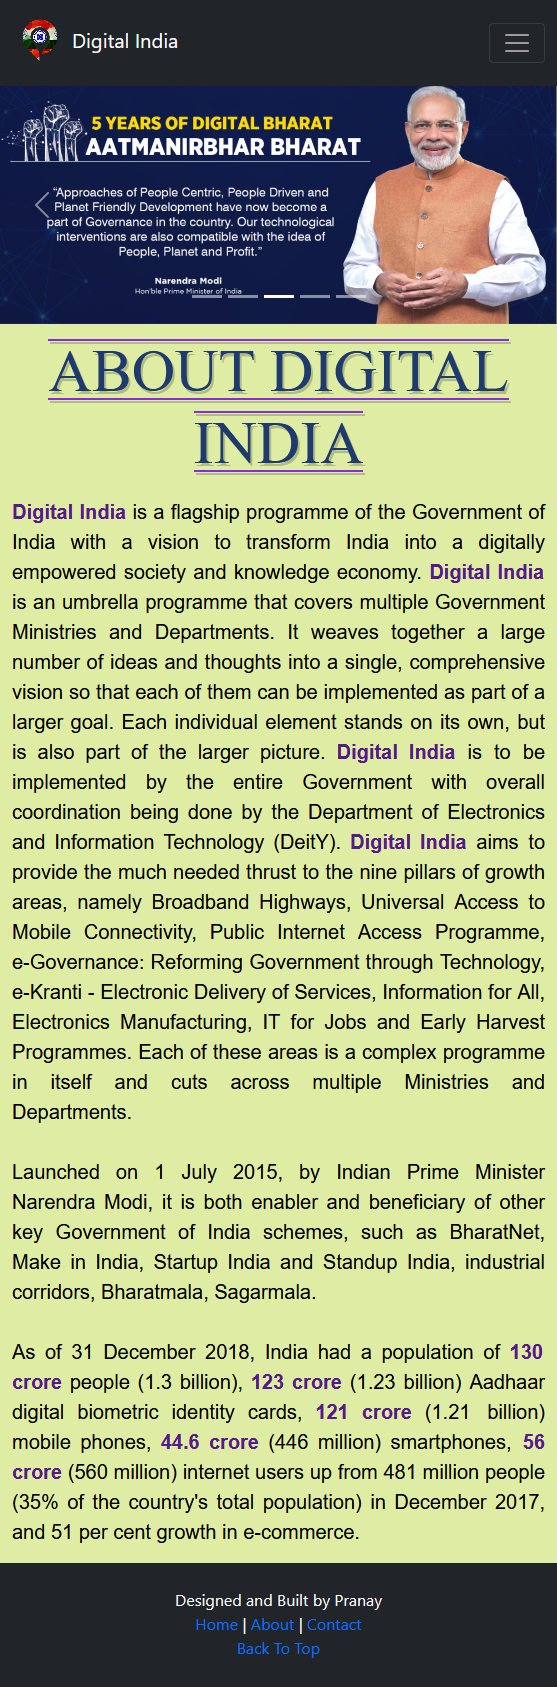 Digital India
5 YEARS OF DIGITAL BHARAT
AATMANIRBHAR BHARAT
“Approaches of People Centric, People Driven and
Planet Friendly Development have now become a
part of Governance in the country. Our technological
interventions are also compatible with the idea of
People, Planet and Profit.”
Narendra Modi
Hon'ble Prime Minister of India
ABOUT DIGITAL
INDIA
Digital India is a flagship programme of the Government of
India with a vision to transform India into a digitally
empowered society and knowledge economy. Digital India
is an umbrella programme that covers multiple Government
Ministries and Departments. It weaves together a large
number of ideas and thoughts into a single, comprehensive
vision so that each of them can be implemented as part of a
larger goal. Each individual element stands on its own, but
is also part of the larger picture. Digital India is to be
implemented by the entire Government with overall
coordination being done by the Department of Electronics
and Information Technology (DeitY). Digital India aims to
provide the much needed thrust to the nine pillars of growth
areas, namely Broadband Highways, Universal Access to
Mobile Connectivity, Public Internet Access Programme,
e-Governance: Reforming Government through Technology,
e-Kranti - Electronic Delivery of Services, Information for All,
Electronics Manufacturing, IT for Jobs and Early Harvest
Programmes. Each of these areas is a complex programme
in itself and cuts across multiple Ministries and
Departments.
Launched on 1 July 2015, by Indian Prime Minister
Narendra Modi, it is both enabler and beneficiary of other
key Government of India schemes, such as BharatNet,
Make in India, Startup India and Standup India, industrial
corridors, Bharatmala, Sagarmala.
As of 31 December 2018, India had a population of 130
crore people (1.3 billion), 123 crore (1.23 billion) Aadhaar
digital biometric identity cards, 121 crore (1.21 billion)
mobile phones, 44.6 crore (446 million) smartphones, 56
crore (560 million) internet users up from 481 million people
(35% of the country's total population) in December 2017,
and 51 per cent growth in e-commerce.
Designed and Built by Pranay
Home | About | Contact
Back To Top